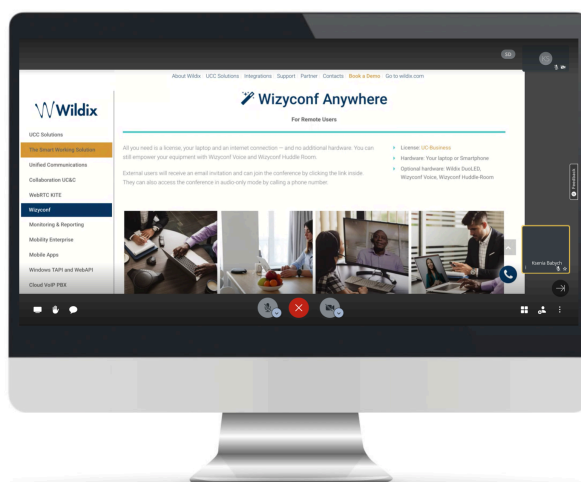 About Wildix UCC Solutions Integrations Support Partner Contacts Book a Demo Go to wildix.com
Wildix
Wizyconf Anywhere
For Remote Users
UCC Solutions
The Smart Working Solution
Unified Communications
Collaboration UC&C
WebRTC KITE
Wizyconf
Monitoring & Reporting
Mobility Enterprise
Mobile Apps
Windows TAPI and WebAPI
Cloud VoIP PBX
All you need is a license, your laptop and an internet connection — and no additional hardware. You can
still empower your equipment with Wizyconf Voice and Wizyconf Huddle Room.
External users will receive an email invitation and can join the conference by clicking the link inside.
They can also access the conference in audio-only mode by calling a phone number.
License: UC-Business
Hardware: Your laptop or Smartphone
Optional hardware: Wildix DuoLED,
Wizyconf Voice, Wizyconf Huddle-Room
Feedback
Ksenia Babych